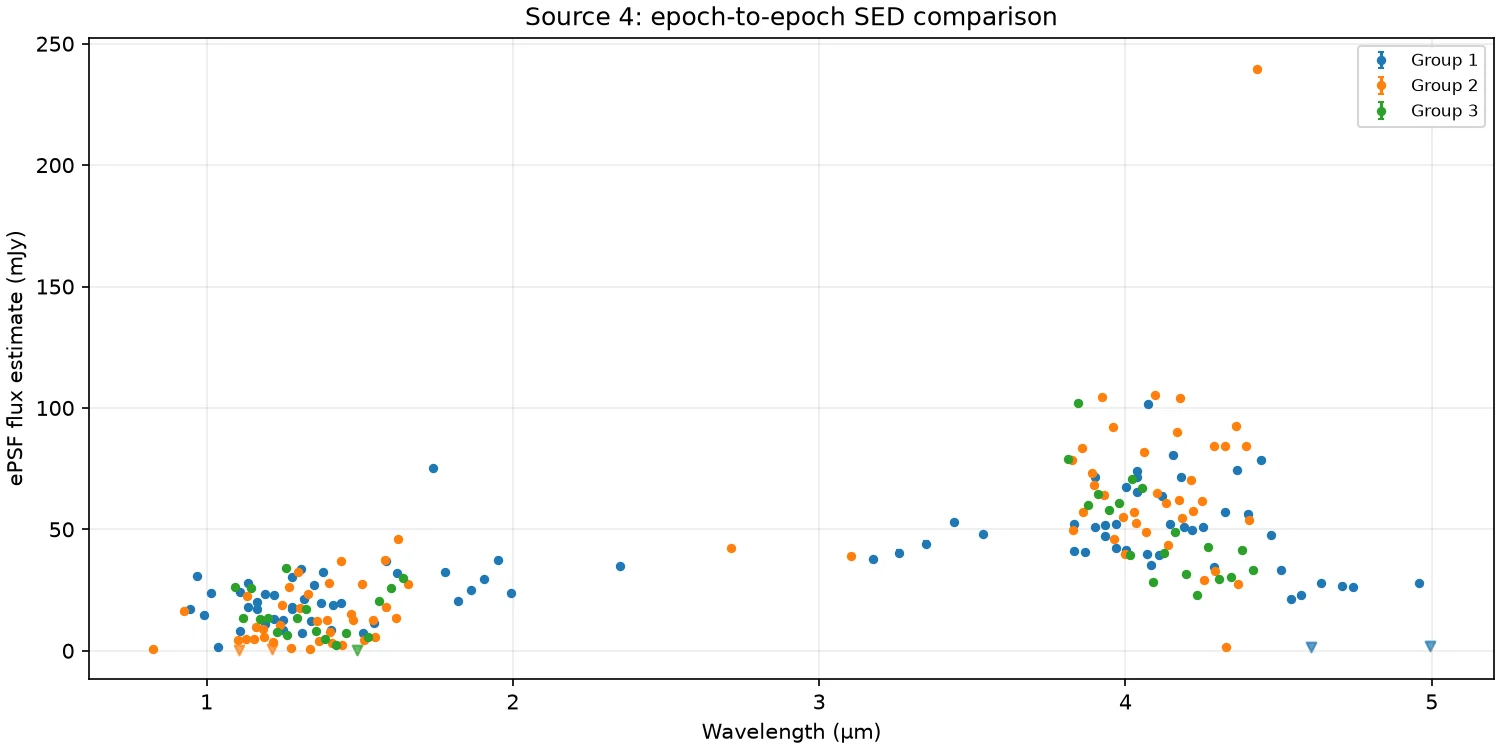 Source 4: epoch-to-epoch SED comparison
250
200
150
100
50
0
ePSF flux estimate (mJy)
Group 1
Group 2
Group 3
1
2
3
4
5
Wavelength (μm)